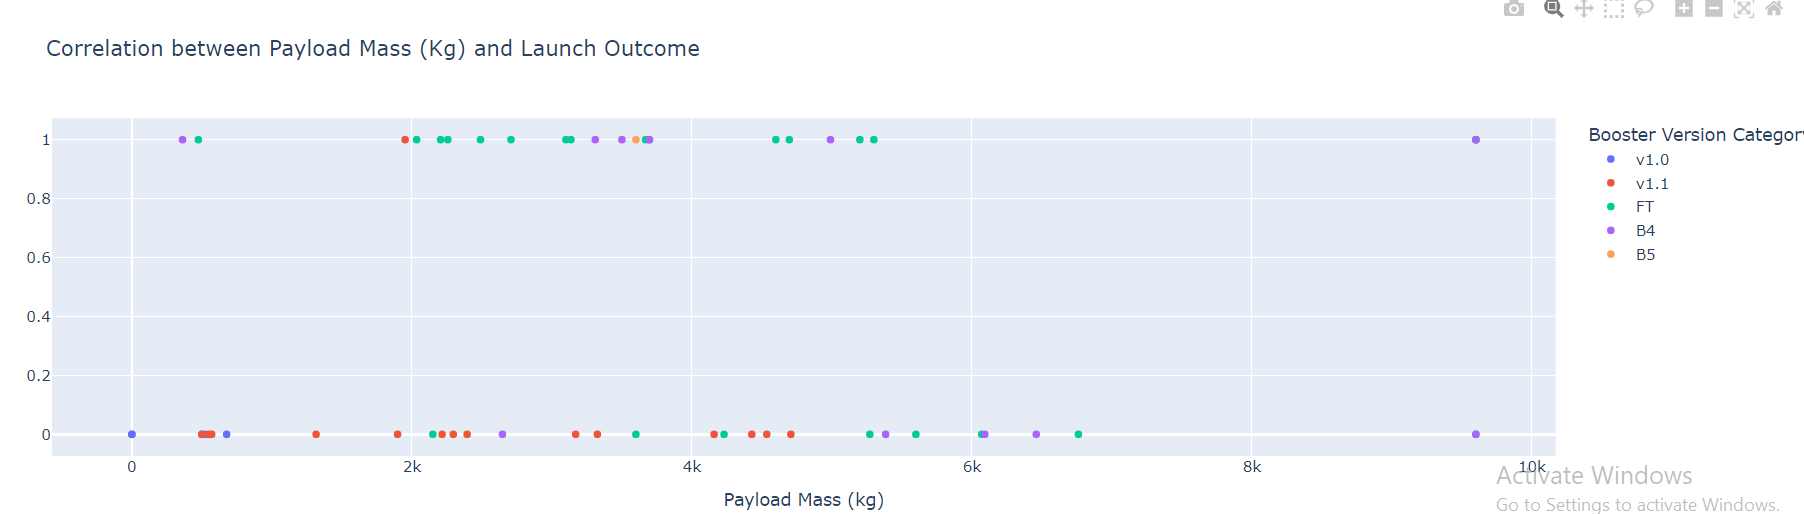 Correlation between Payload Mass (Kg) and Launch Outcome
1
0.8
0.6
0.4
0.2
0
0 2k 4k 6k 8k 10k
Payload Mass (kg)
Booster Version Category
v1.0
v1.1
FT
B4
B5
Activate Windows
Go to Settings to activate Windows.